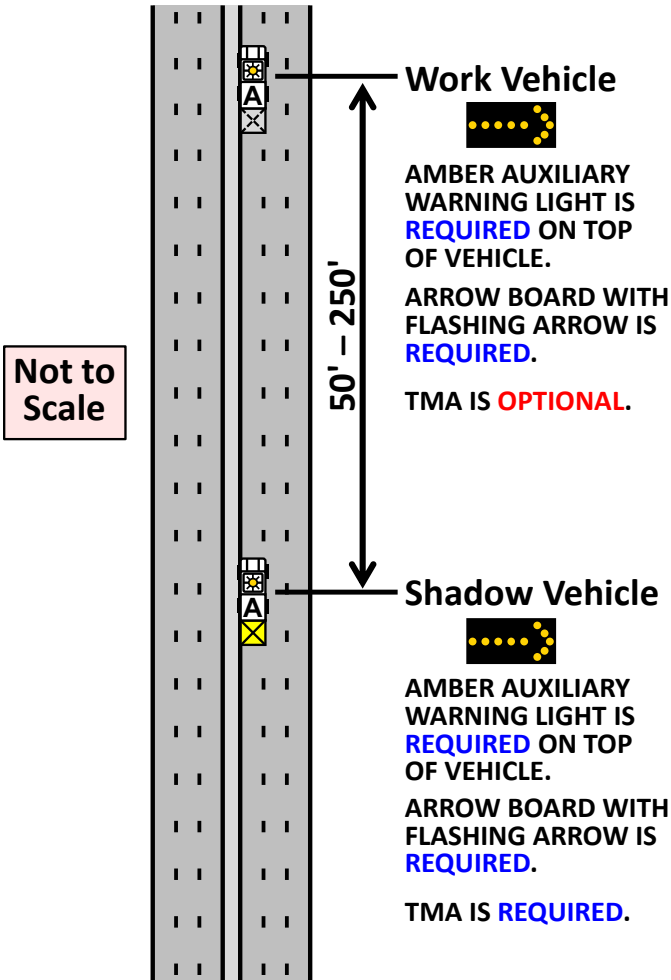 Work Vehicle
A
AMBER AUXILIARY
WARNING LIGHT IS
REQUIRED ON TOP
OF VEHICLE.
ARROW BOARD WITH
FLASHING ARROW IS
REQUIRED.
TMA IS OPTIONAL.
50' – 250'
Not to
Scale
Shadow Vehicle
A
AMBER AUXILIARY
WARNING LIGHT IS
REQUIRED ON TOP
OF VEHICLE.
ARROW BOARD WITH
FLASHING ARROW IS
REQUIRED.
TMA IS REQUIRED.